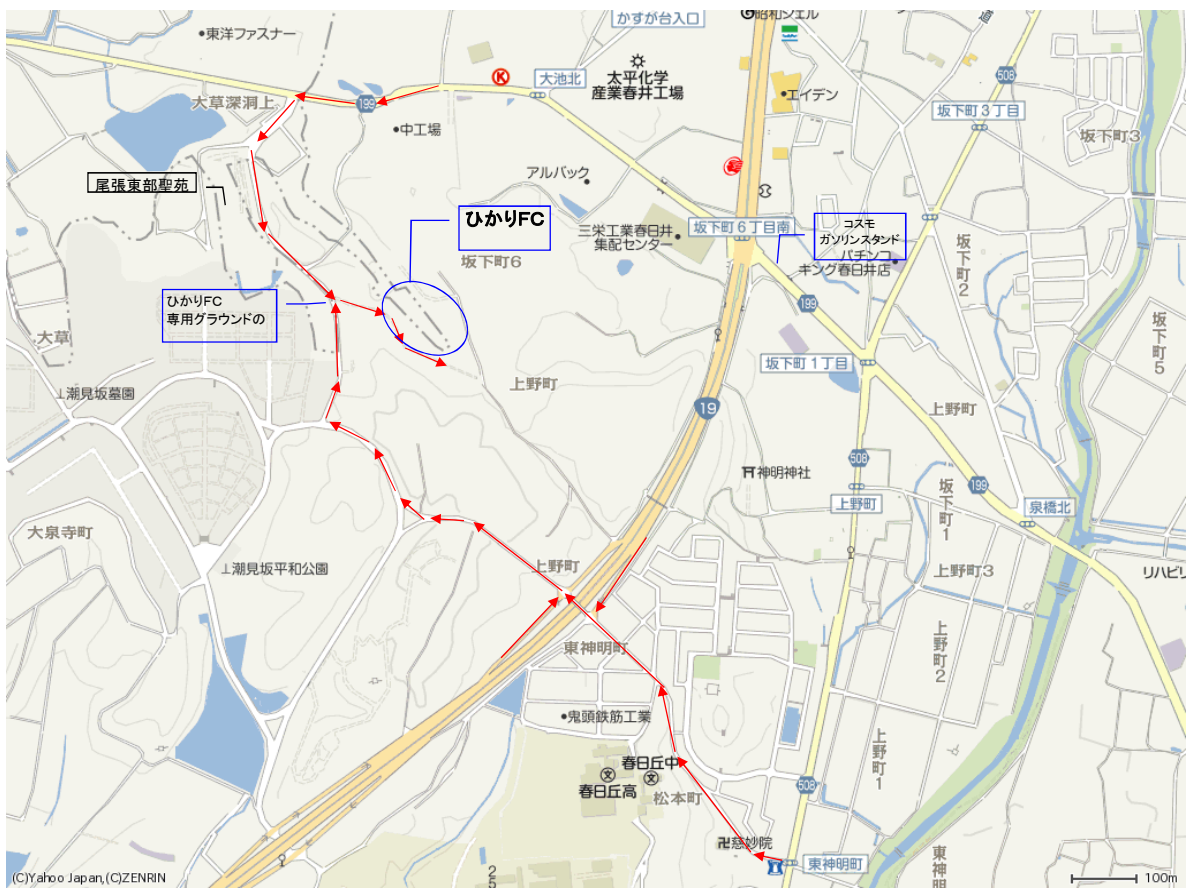 かすが台入口
昭和シェル
東洋ファスナー
太平化学
産業春日井工場
大池北
508
エイデン
大草深洞上
199
中工場
坂下町3丁目
坂下町3
アルバック
尾張東部聖苑
ひかりFC
三栄工業春日井
集配センター
坂下町6丁目南
コスモ
ガソリンスタンド
パチンコ
キング春日井店
坂下町6
坂下町2
ひかりFC
専用グラウンドの
199
大草
坂下町5
坂下町1丁目
上野町
潮見坂墓園
19
上野町
508
神明神社
199
上野町
坂下町1
泉橋北
大泉寺町
上野町
潮見坂平和公園
上野町3
リハビリ
東神明町
上野町2
鬼頭鉄筋工業
上野町1
春日丘中
春日丘高
508
松本町
慈妙院
東神明町
東神明
25
(C)Yahoo Japan,(C)ZENRIN
100m